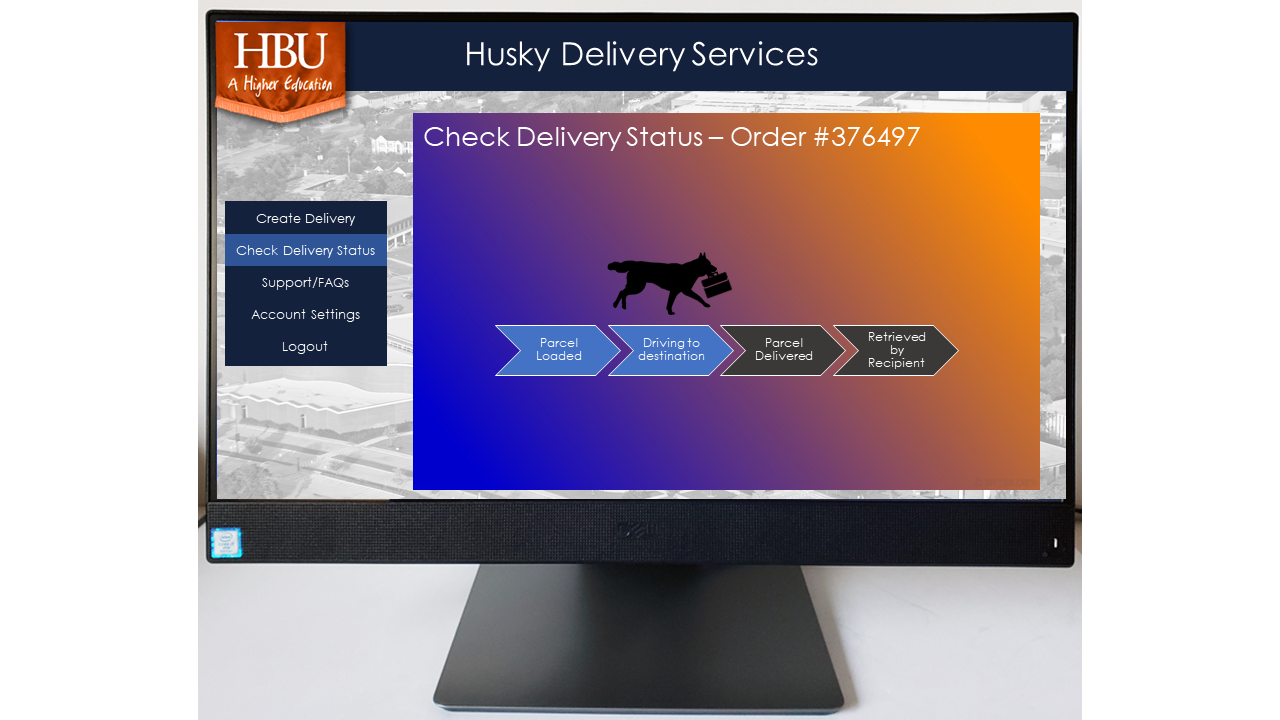 HBU
A Higher Education
Husky Delivery Services
Check Delivery Status – Order #376497
Create Delivery
Check Delivery Status
Support/FAQs
Account Settings
Logout
Parcel
Loaded
Driving to
destination
Parcel
Delivered
Retrieved
by
Recipient